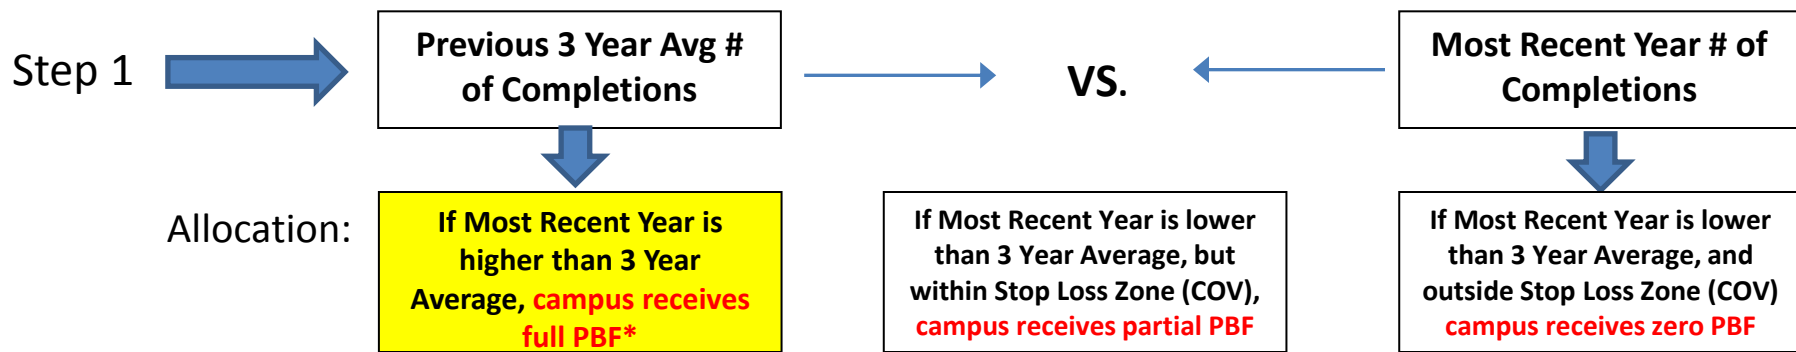 Step 1
Previous 3 Year Avg #
of Completions
VS.
Most Recent Year # of
Completions
Allocation:
If Most Recent Year is
higher than 3 Year
Average, campus receives
full PBF*
If Most Recent Year is lower
than 3 Year Average, but
within Stop Loss Zone (COV),
campus receives partial PBF
If Most Recent Year is lower
than 3 Year Average, and
outside Stop Loss Zone (COV)
campus receives zero PBF